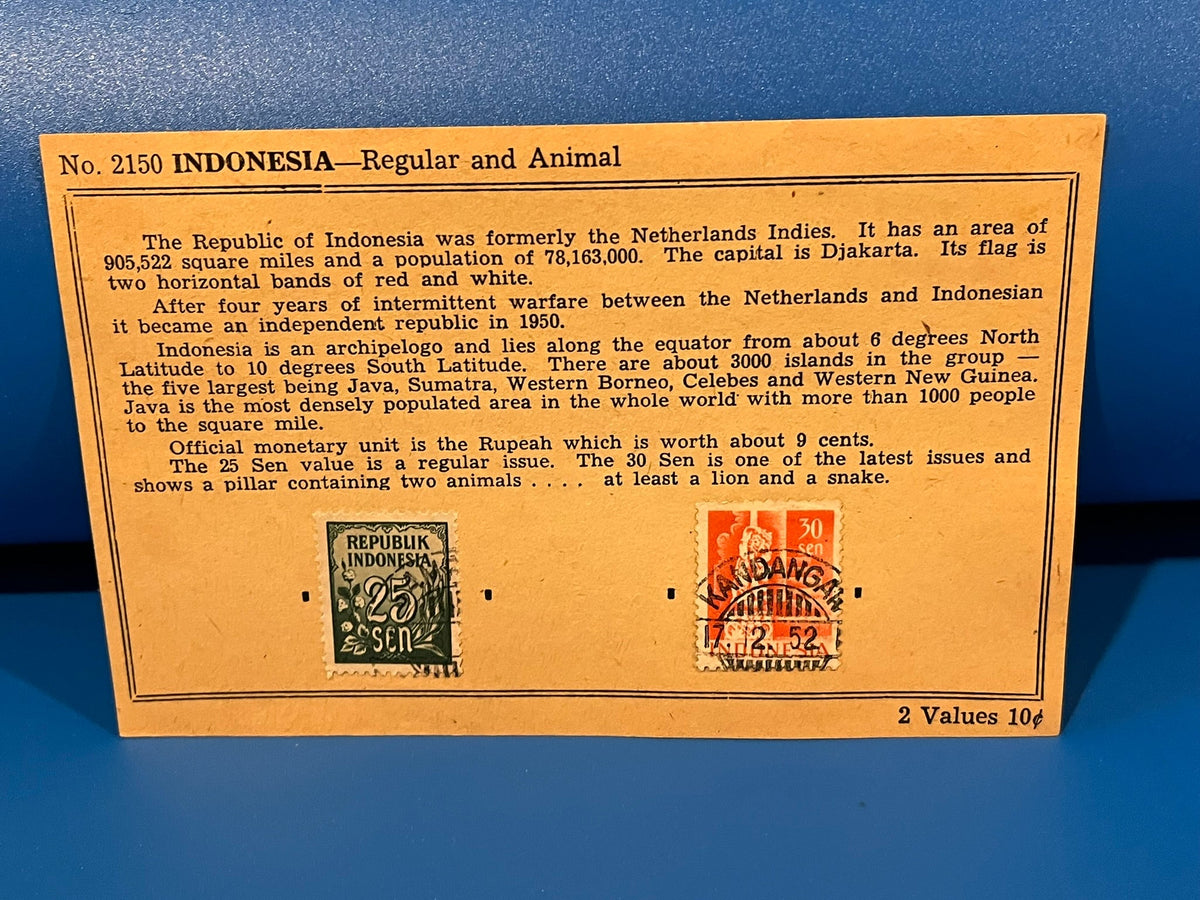 No. 2150 INDONESIA—Regular and Animal
The Republic of Indonesia was formerly the Netherlands Indies. It has an area of
905,522 square miles and a population of 78,163,000. The capital is Djakarta. Its flag is
two horizontal bands of red and white.
After four years of intermittent warfare between the Netherlands and Indonesian
it became an independent republic in 1950.
Indonesia is an archipelogo and lies along the equator from about 6 degrees North
Latitude to 10 degrees South Latitude. There are about 3000 islands in the group —
the five largest being Java, Sumatra, Western Borneo, Celebes and Western New Guinea.
Java is the most densely populated area in the whole world with more than 1000 people
to the square mile.
Official monetary unit is the Rupeah which is worth about 9 cents.
The 25 Sen value is a regular issue. The 30 Sen is one of the latest issues and
shows a pillar containing two animals . . . . at least a lion and a snake.
REPUBLIK
INDONESIA
25
sen
30
sen
KANDANGAN
17. 12. 52
INDONESIA
2 Values 10¢